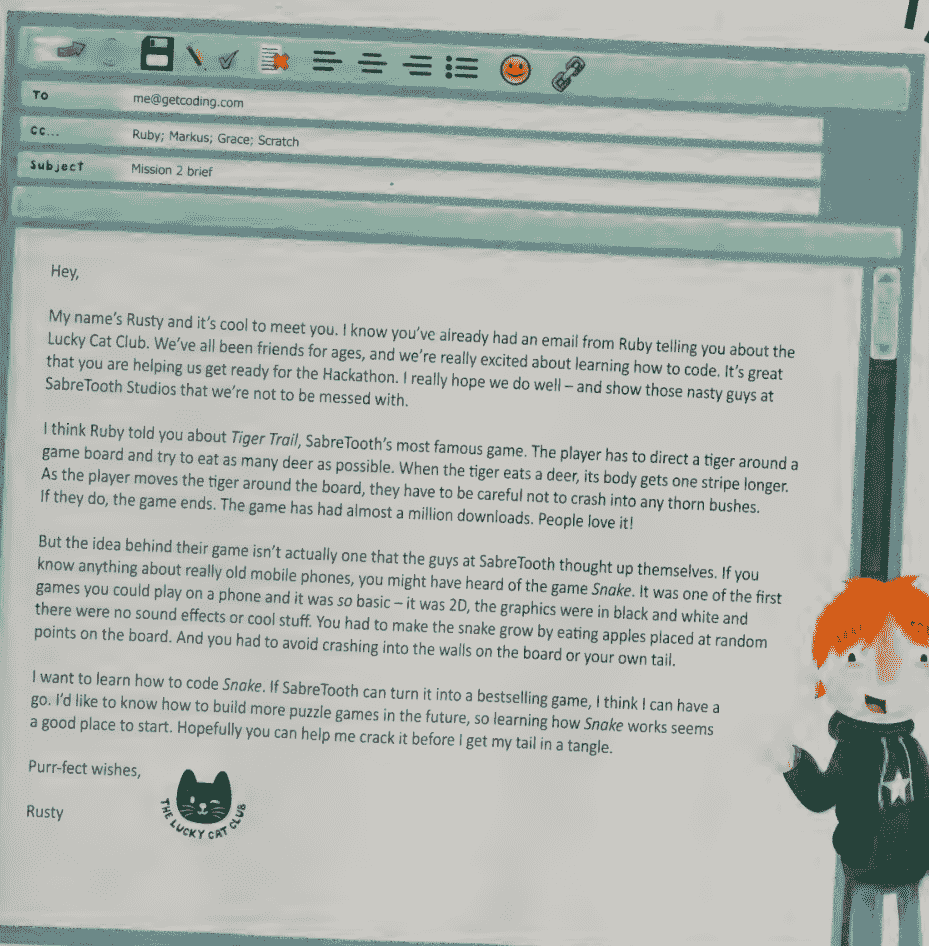 To me@getcoding.com
CC... Ruby; Markus; Grace; Scratch
Subject Mission 2 brief
Hey,
My name's Rusty and it's cool to meet you. I know you've already had an email from Ruby telling you about the
Lucky Cat Club. We've all been friends for ages, and we're really excited about learning how to code. It's great
that you are helping us get ready for the Hackathon. I really hope we do well – and show those nasty guys at
SabreTooth Studios that we're not to be messed with.
I think Ruby told you about Tiger Trail, SabreTooth's most famous game. The player has to direct a tiger around a
game board and try to eat as many deer as possible. When the tiger eats a deer, its body gets one stripe longer.
As the player moves the tiger around the board, they have to be careful not to crash into any thorn bushes.
If they do, the game ends. The game has had almost a million downloads. People love it!
But the idea behind their game isn't actually one that the guys at SabreTooth thought up themselves. If you
know anything about really old mobile phones, you might have heard of the game Snake. It was one of the first
games you could play on a phone and it was so basic – it was 2D, the graphics were in black and white and
there were no sound effects or cool stuff. You had to make the snake grow by eating apples placed at random
points on the board. And you had to avoid crashing into the walls on the board or your own tail.
I want to learn how to code Snake. If SabreTooth can turn it into a bestselling game, I think I can have a
go. I'd like to know how to build more puzzle games in the future, so learning how Snake works seems
a good place to start. Hopefully you can help me crack it before I get my tail in a tangle.
Purr-fect wishes,
Rusty
THE LUCKY CAT CLUB